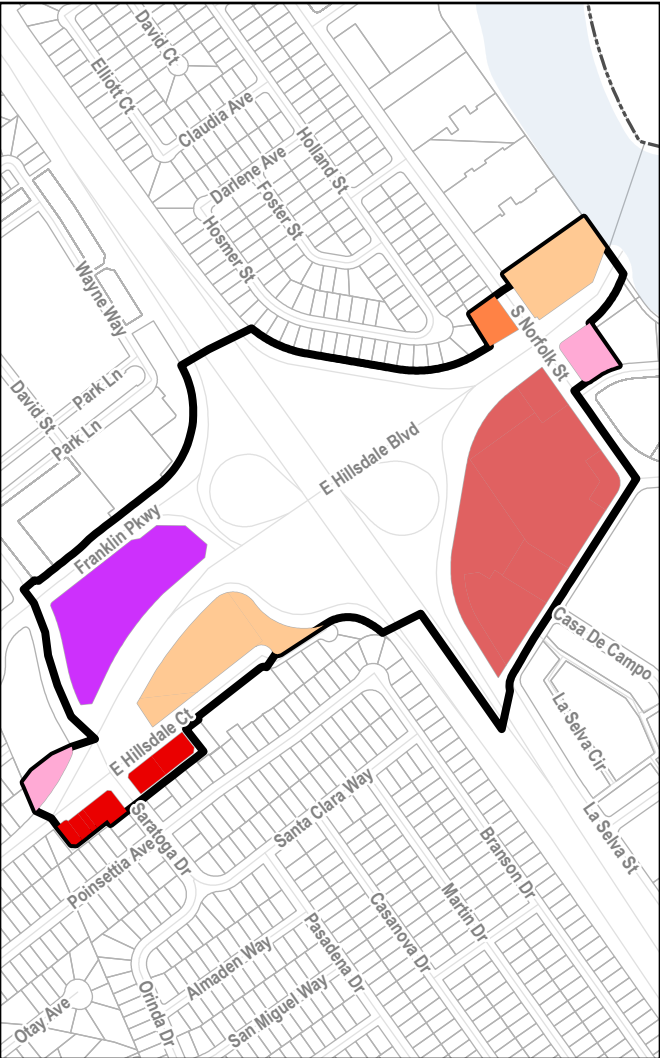 David Ct
Elliott Ct
Claudia Ave
Holland St
Darlene Ave
Foster St
Hosmer St
Wayne Way
S Norfolk St
Park Ln
David St
Park Ln
E Hillsdale Blvd
Franklin Pkwy
Casa De Campo
La Selva Cir
E Hillsdale Ct
Santa Clara Way
Saratoga Dr
La Selva St
Poinsettia Ave
Branson Dr
Martin Dr
Casanova Dr
Pasadena Dr
Almaden Way
Orinda Dr
San Miguel Way
Otay Ave